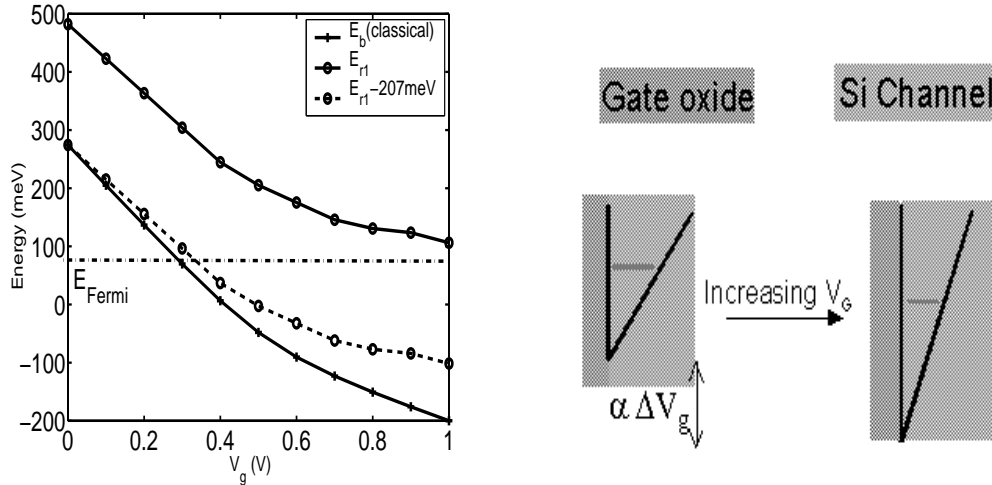 500
400
300
200
100
0
−100
−200
Energy (meV)
E_b(classical)
E_r1
E_r1−207meV
E_Fermi
0
0.2
0.4
0.6
0.8
1
V_g (V)
Gate oxide
Si Channel
Increasing V_G
α ΔV_g